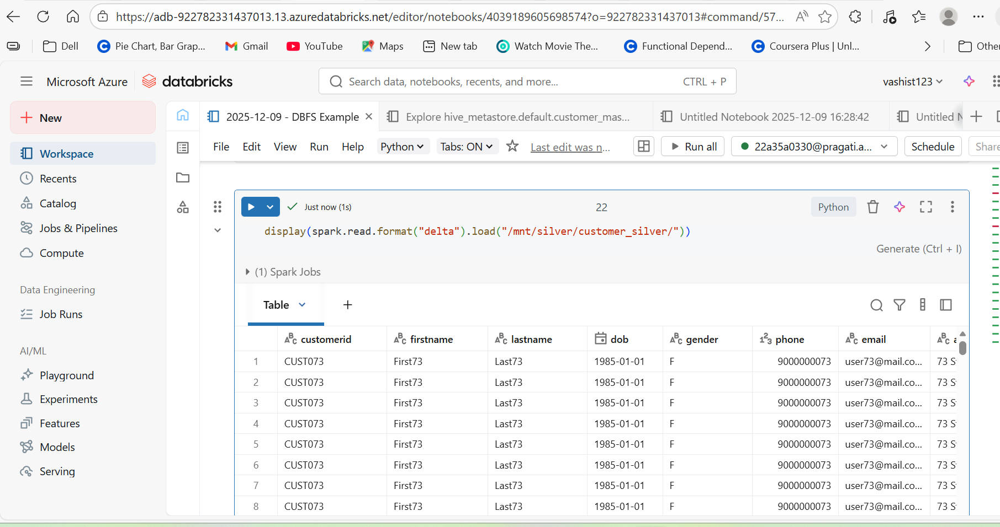 https://adb-922782331437013.13.azuredatabricks.net/editor/notebooks/4039189605698574?o=922782331437013#command/57...
Dell
Pie Chart, Bar Grap...
Gmail
YouTube
Maps
New tab
Watch Movie The...
Functional Depend...
Coursera Plus | Unl...
Other
Microsoft Azure
databricks
Search data, notebooks, recents, and more...
CTRL + P
vashist123
New
Workspace
Recents
Catalog
Jobs & Pipelines
Compute
Data Engineering
Job Runs
AI/ML
Playground
Experiments
Features
Models
Serving
2025-12-09 - DBFS Example
Explore hive_metastore.default.customer_mas...
Untitled Notebook 2025-12-09 16:28:42
Untitled N
File Edit View Run Help Python Tabs: ON Last edit was n... Run all 22a35a0330@pragati.a... Schedule Share
Just now (1s)
22
Python
display(spark.read.format("delta").load("/mnt/silver/customer_silver/"))
Generate (Ctrl + I)
(1) Spark Jobs
Table
customerid firstname lastname dob gender phone email a
1 CUST073 First73 Last73 1985-01-01 F 9000000073 user73@mail.co... 73 S
2 CUST073 First73 Last73 1985-01-01 F 9000000073 user73@mail.co... 73 S
3 CUST073 First73 Last73 1985-01-01 F 9000000073 user73@mail.co... 73 S
4 CUST073 First73 Last73 1985-01-01 F 9000000073 user73@mail.co... 73 S
5 CUST073 First73 Last73 1985-01-01 F 9000000073 user73@mail.co... 73 S
6 CUST073 First73 Last73 1985-01-01 F 9000000073 user73@mail.co... 73 S
7 CUST073 First73 Last73 1985-01-01 F 9000000073 user73@mail.co... 73 S
8 CUST073 First73 Last73 1985-01-01 F 9000000073 user73@mail.co... 73 S